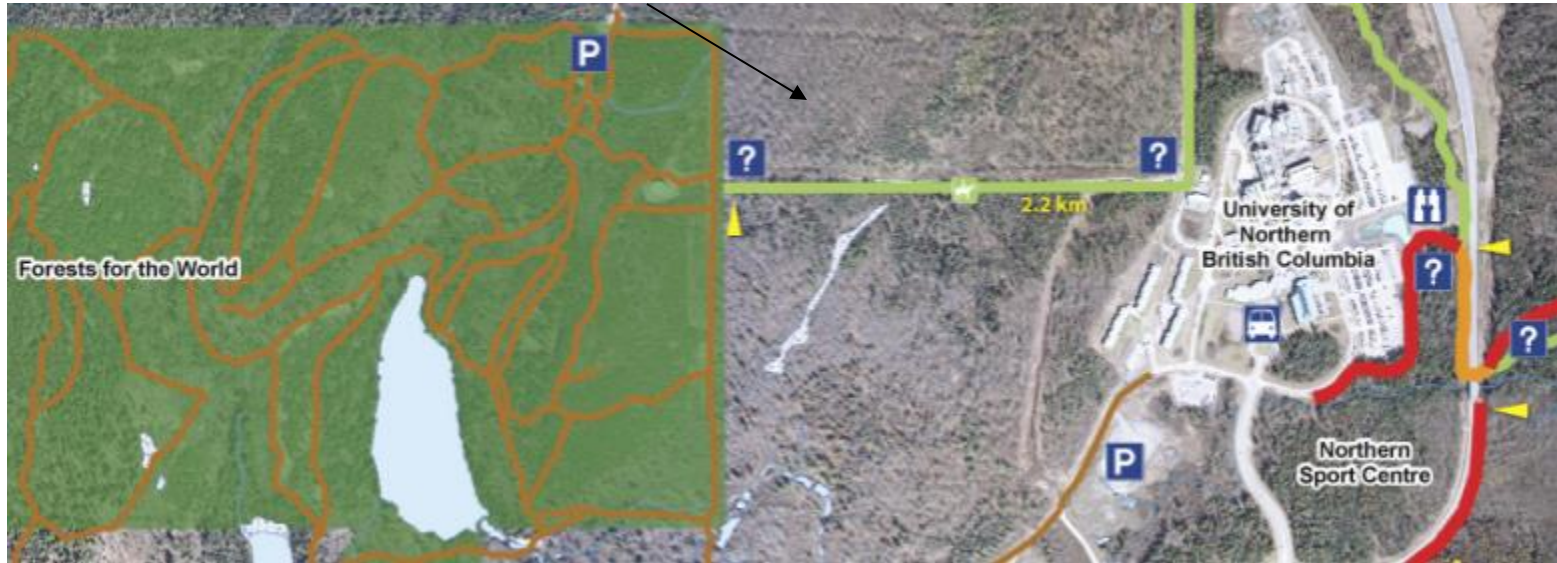 P
?
?
2.2 km
University of
Northern
British Columbia
Forests for the World
?
?
P
Northern
Sport Centre